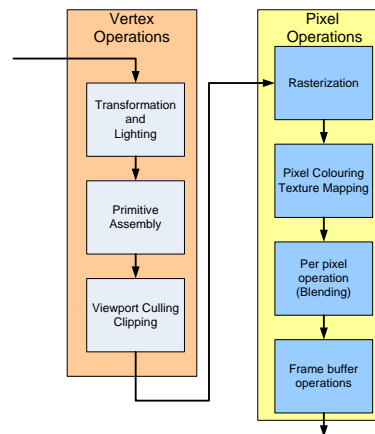 Vertex
Operations
Transformation
and
Lighting
Primitive
Assembly
Viewport Culling
Clipping
Pixel
Operations
Rasterization
Pixel Colouring
Texture Mapping
Per pixel
operation
(Blending)
Frame buffer
operations